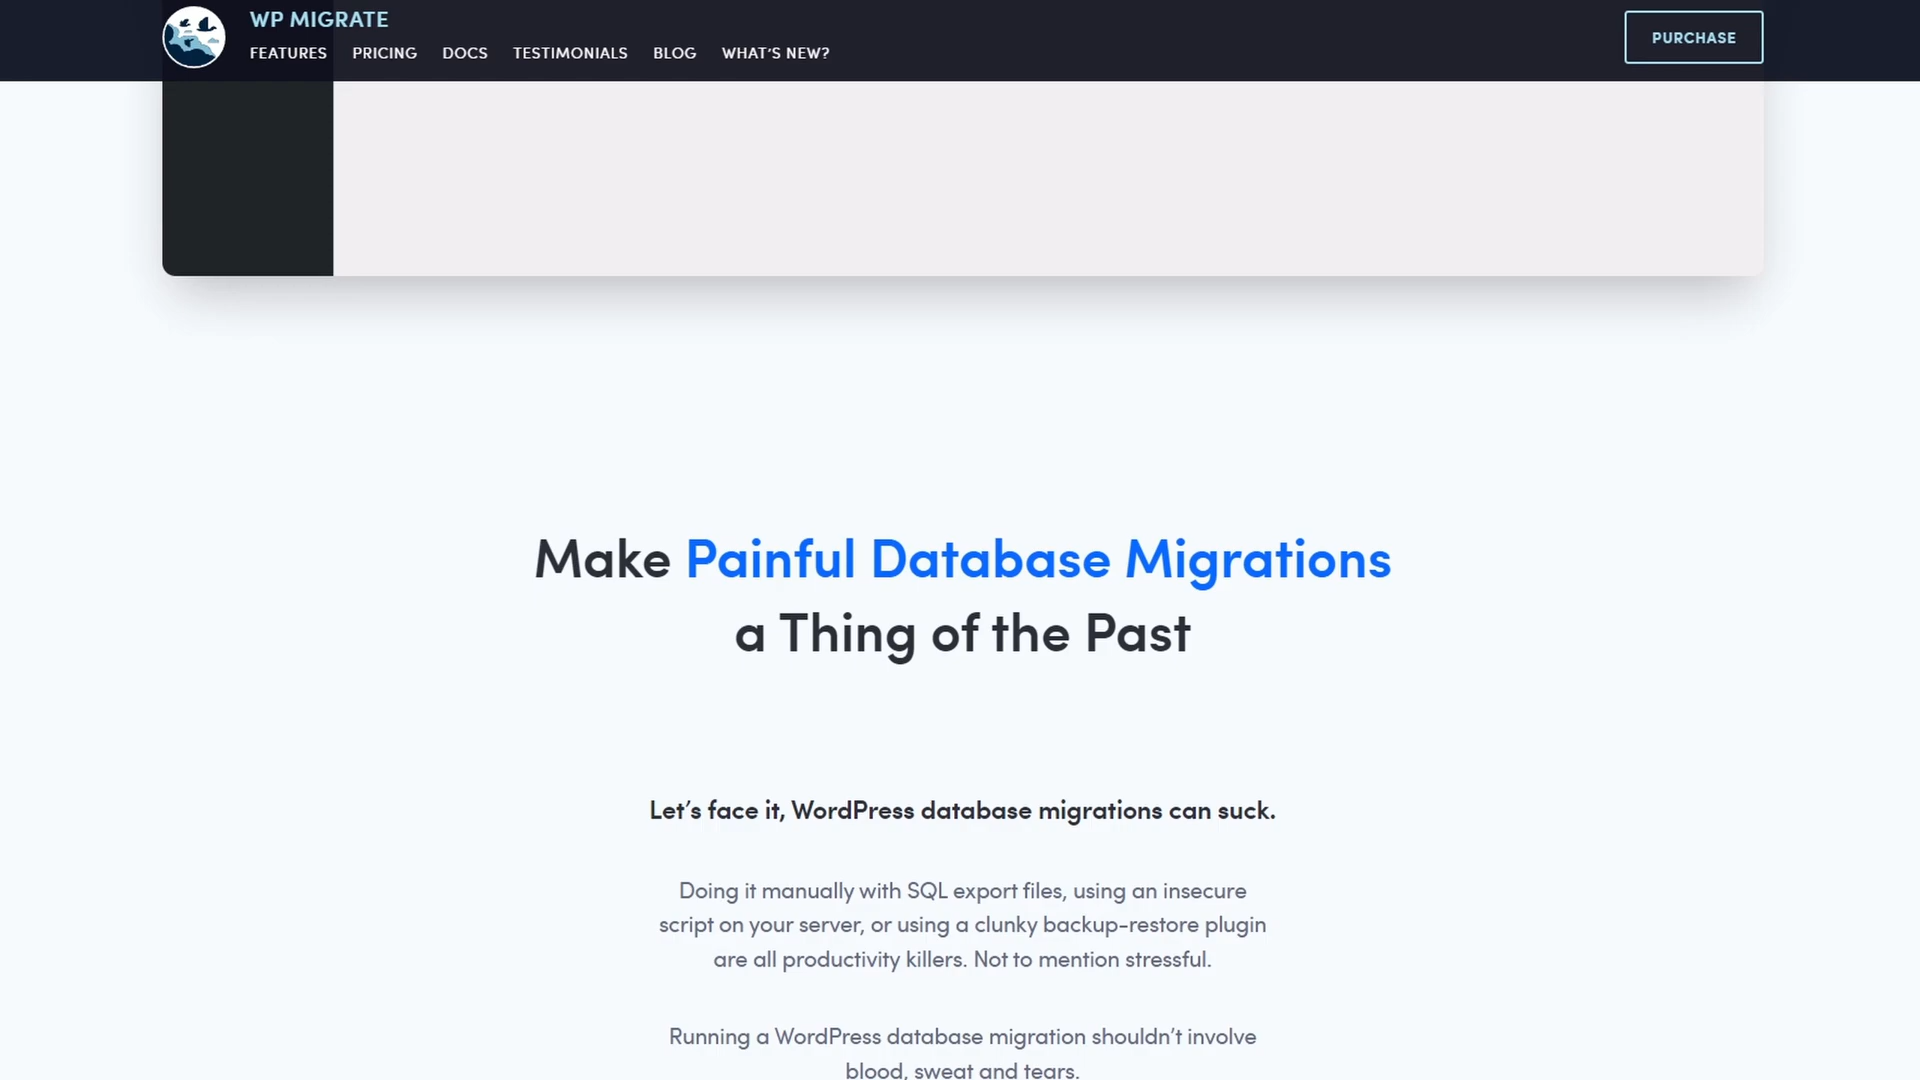 WP MIGRATE
FEATURES PRICING DOCS TESTIMONIALS BLOG WHAT'S NEW?
PURCHASE
Make Painful Database Migrations
a Thing of the Past
Let’s face it, WordPress database migrations can suck.
Doing it manually with SQL export files, using an insecure
script on your server, or using a clunky backup-restore plugin
are all productivity killers. Not to mention stressful.
Running a WordPress database migration shouldn’t involve
blood, sweat and tears.